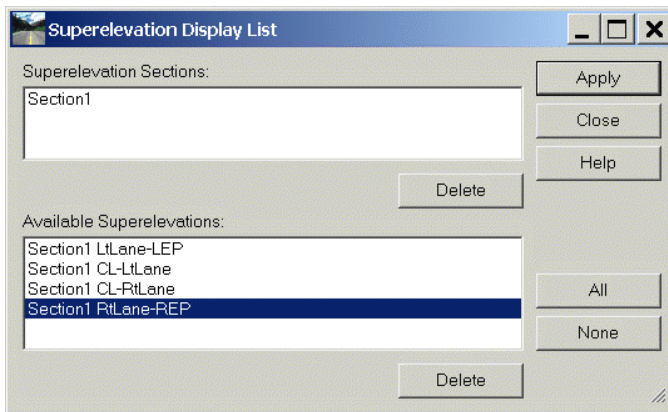 Superelevation Display List
Superelevation Sections:
Section1
Apply
Close
Help
Delete
Available Superelevations:
Section1 LtLane-LEP
Section1 CL-LtLane
Section1 CL-RtLane
Section1 RtLane-REP
All
None
Delete